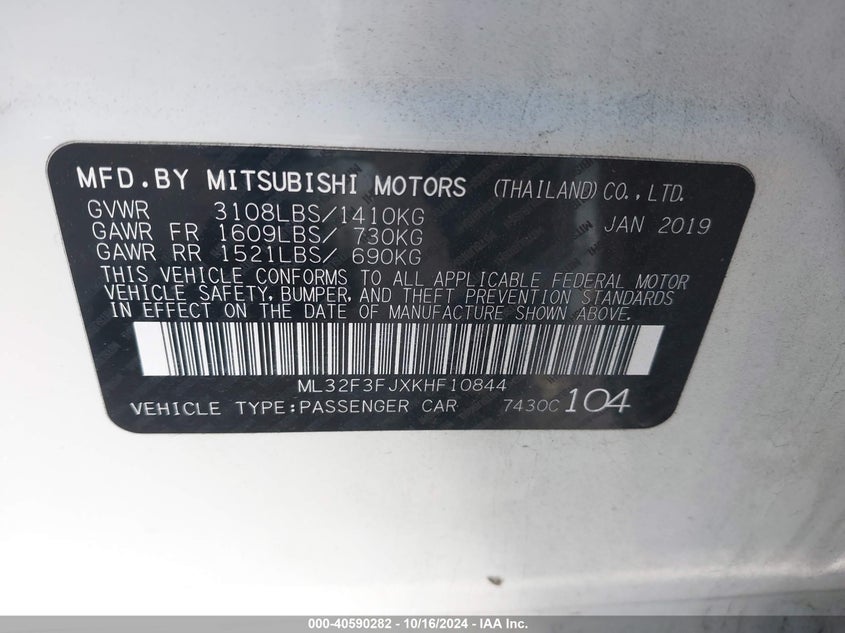 MFD.BY MITSUBISHI MOTORS (THAILAND) CO., LTD.
GVWR 3108LBS/1410KG JAN 2019
GAWR FR 1609LBS/ 730KG
GAWR RR 1521LBS/ 690KG
THIS VEHICLE CONFORMS TO ALL APPLICABLE FEDERAL MOTOR
VEHICLE SAFETY, BUMPER, AND THEFT PREVENTION STANDARDS
IN EFFECT ON THE DATE OF MANUFACTURE SHOWN ABOVE.
ML32F3FJXKHF10844
VEHICLE TYPE:PASSENGER CAR 7430C 104
000-40590282 - 10/16/2024 - IAA Inc.